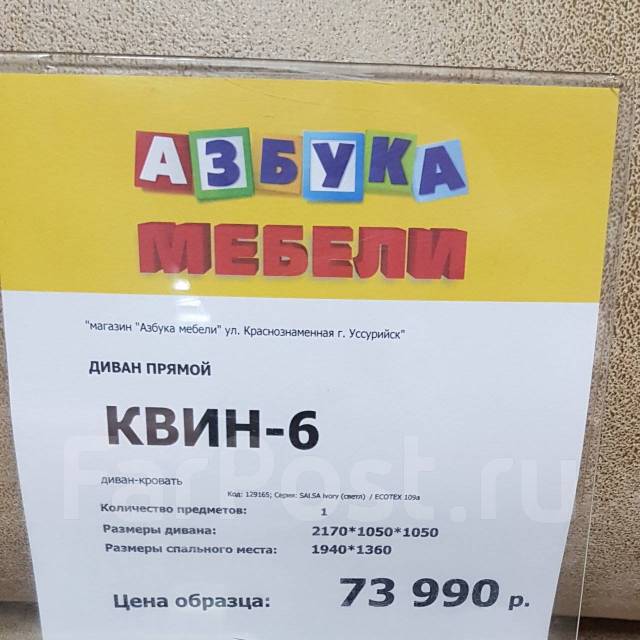 АЗБУКА
МЕБЕЛИ
"магазин "Азбука мебели" ул. Краснознаменная г. Уссурийск"
ДИВАН ПРЯМОЙ
КВИН-6
FarPost.ru
диван-кровать
Код: 129165; Серия: SALSA Ivory (светл) / ECOTEX 109a
Количество предметов: 1
Размеры дивана: 2170*1050*1050
Размеры спального места: 1940*1360
Цена образца: 73 990 р.